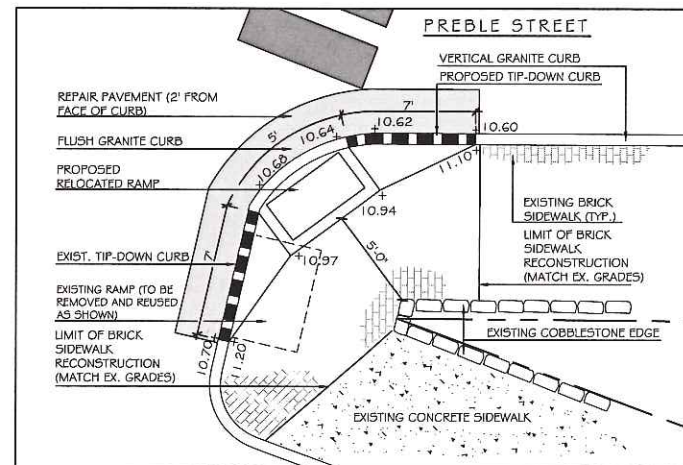 PREBLE STREET
VERTICAL GRANITE CURB
PROPOSED TIP-DOWN CURB
REPAIR PAVEMENT (2' FROM
FACE OF CURB)
FLUSH GRANITE CURB
PROPOSED
RELOCATED RAMP
EXIST. TIP-DOWN CURB
EXISTING RAMP (TO BE
REMOVED AND REUSED
AS SHOWN)
LIMIT OF BRICK
SIDEWALK
RECONSTRUCTION
(MATCH EX. GRADES)
7'
5'
10.64
10.62
10.60
10.68
11.10
10.94
7'
10.97
5'-0"
10.70
11.20
EXISTING BRICK
SIDEWALK (TYP.)
LIMIT OF BRICK
SIDEWALK
RECONSTRUCTION
(MATCH EX. GRADES)
EXISTING COBBLESTONE EDGE
EXISTING CONCRETE SIDEWALK